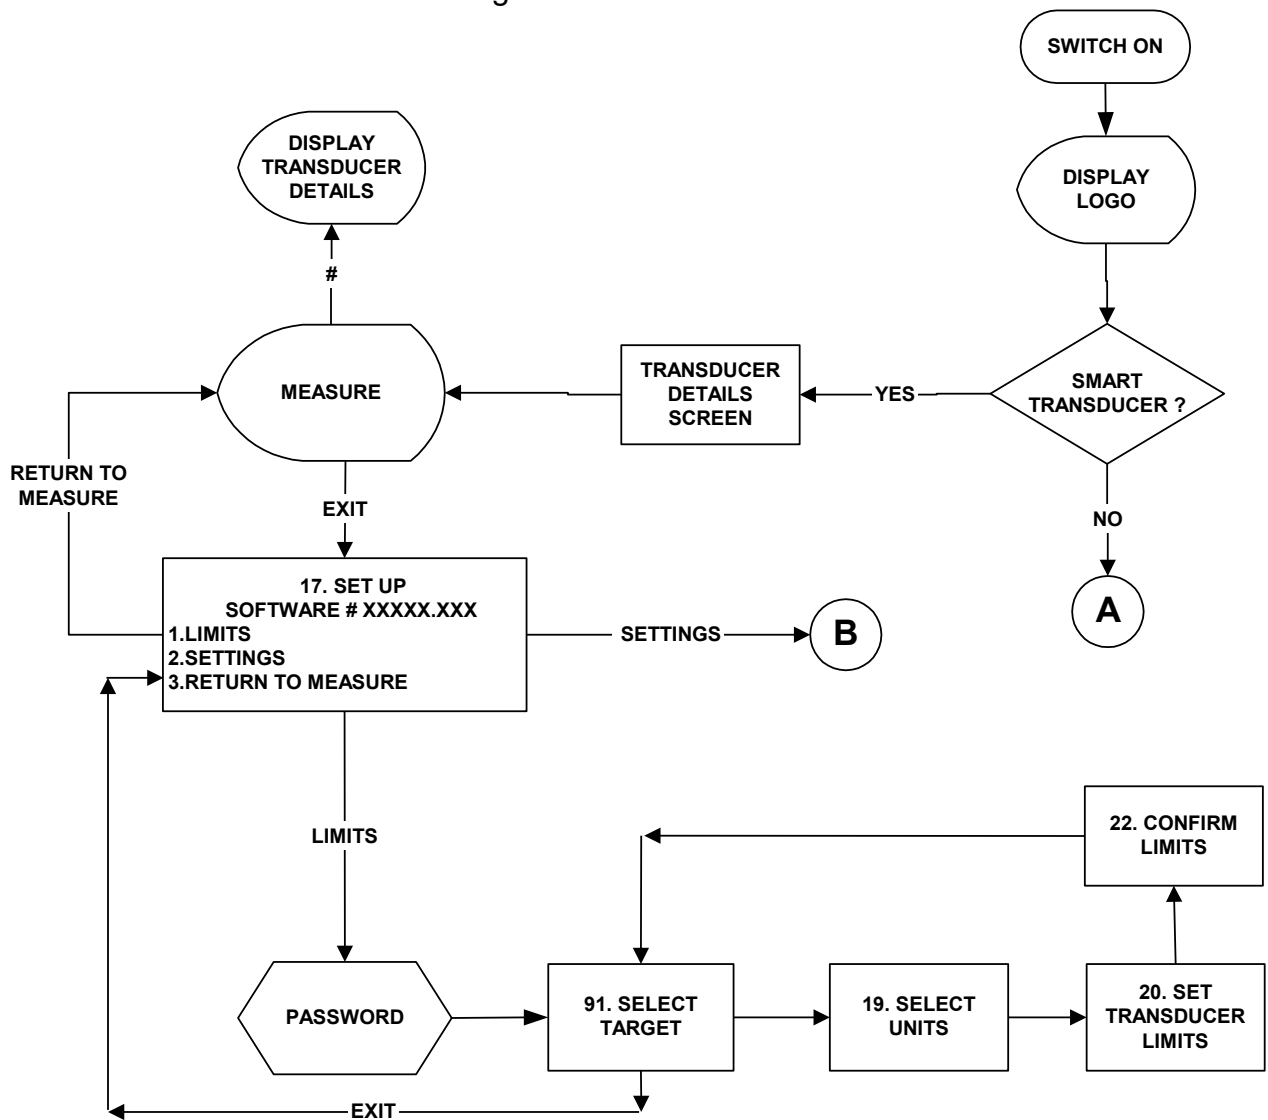 g
SWITCH ON
DISPLAY
LOGO
DISPLAY
TRANSDUCER
DETAILS
#
MEASURE
TRANSDUCER
DETAILS
SCREEN
YES
SMART
TRANSDUCER ?
RETURN TO
MEASURE
EXIT
NO
A
17. SET UP
SOFTWARE # XXXXX.XXX
1.LIMITS
2.SETTINGS
3.RETURN TO MEASURE
SETTINGS
B
LIMITS
22. CONFIRM
LIMITS
PASSWORD
91. SELECT
TARGET
19. SELECT
UNITS
20. SET
TRANSDUCER
LIMITS
EXIT